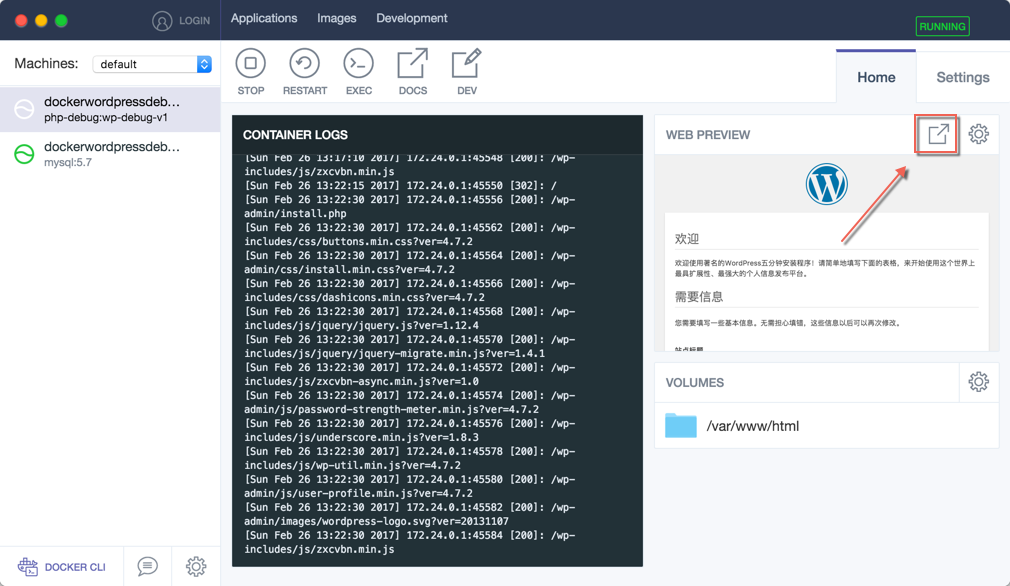 LOGIN
Applications
Images
Development
RUNNING
Machines:
default
STOP
RESTART
EXEC
DOCS
DEV
Home
Settings
dockerwordpressdeb...
php-debug:wp-debug-v1
dockerwordpressdeb...
mysql:5.7
CONTAINER LOGS
[Sun Feb 26 13:17:10 2017] 172.24.0.1:45548 [200]: /wp-
includes/js/zxcvbn.min.js
[Sun Feb 26 13:22:15 2017] 172.24.0.1:45550 [302]: /
[Sun Feb 26 13:22:30 2017] 172.24.0.1:45556 [200]: /wp-
admin/install.php
[Sun Feb 26 13:22:30 2017] 172.24.0.1:45562 [200]: /wp-
includes/css/buttons.min.css?ver=4.7.2
[Sun Feb 26 13:22:30 2017] 172.24.0.1:45564 [200]: /wp-
admin/css/install.min.css?ver=4.7.2
[Sun Feb 26 13:22:30 2017] 172.24.0.1:45566 [200]: /wp-
includes/css/dashicons.min.css?ver=4.7.2
[Sun Feb 26 13:22:30 2017] 172.24.0.1:45568 [200]: /wp-
includes/js/jquery/jquery.js?ver=1.12.4
[Sun Feb 26 13:22:30 2017] 172.24.0.1:45570 [200]: /wp-
includes/js/jquery/jquery-migrate.min.js?ver=1.4.1
[Sun Feb 26 13:22:30 2017] 172.24.0.1:45572 [200]: /wp-
includes/js/zxcvbn-async.min.js?ver=1.0
[Sun Feb 26 13:22:30 2017] 172.24.0.1:45574 [200]: /wp-
admin/js/password-strength-meter.min.js?ver=4.7.2
[Sun Feb 26 13:22:30 2017] 172.24.0.1:45576 [200]: /wp-
includes/js/underscore.min.js?ver=1.8.3
[Sun Feb 26 13:22:30 2017] 172.24.0.1:45578 [200]: /wp-
includes/js/wp-util.min.js?ver=4.7.2
[Sun Feb 26 13:22:30 2017] 172.24.0.1:45580 [200]: /wp-
admin/js/user-profile.min.js?ver=4.7.2
[Sun Feb 26 13:22:30 2017] 172.24.0.1:45582 [200]: /wp-
admin/images/wordpress-logo.svg?ver=20131107
[Sun Feb 26 13:22:30 2017] 172.24.0.1:45584 [200]: /wp-
includes/js/zxcvbn.min.js
WEB PREVIEW
欢迎
欢迎使用著名的WordPress五分钟安装程序！请简单地填写下面的表格，来开始使用这个世界上
最具扩展性、最强大的个人信息发布平台。
需要信息
您需要填写一些基本信息。无需担心填错，这些信息以后可以再次修改。
站点标题
VOLUMES
/var/www/html
DOCKER CLI